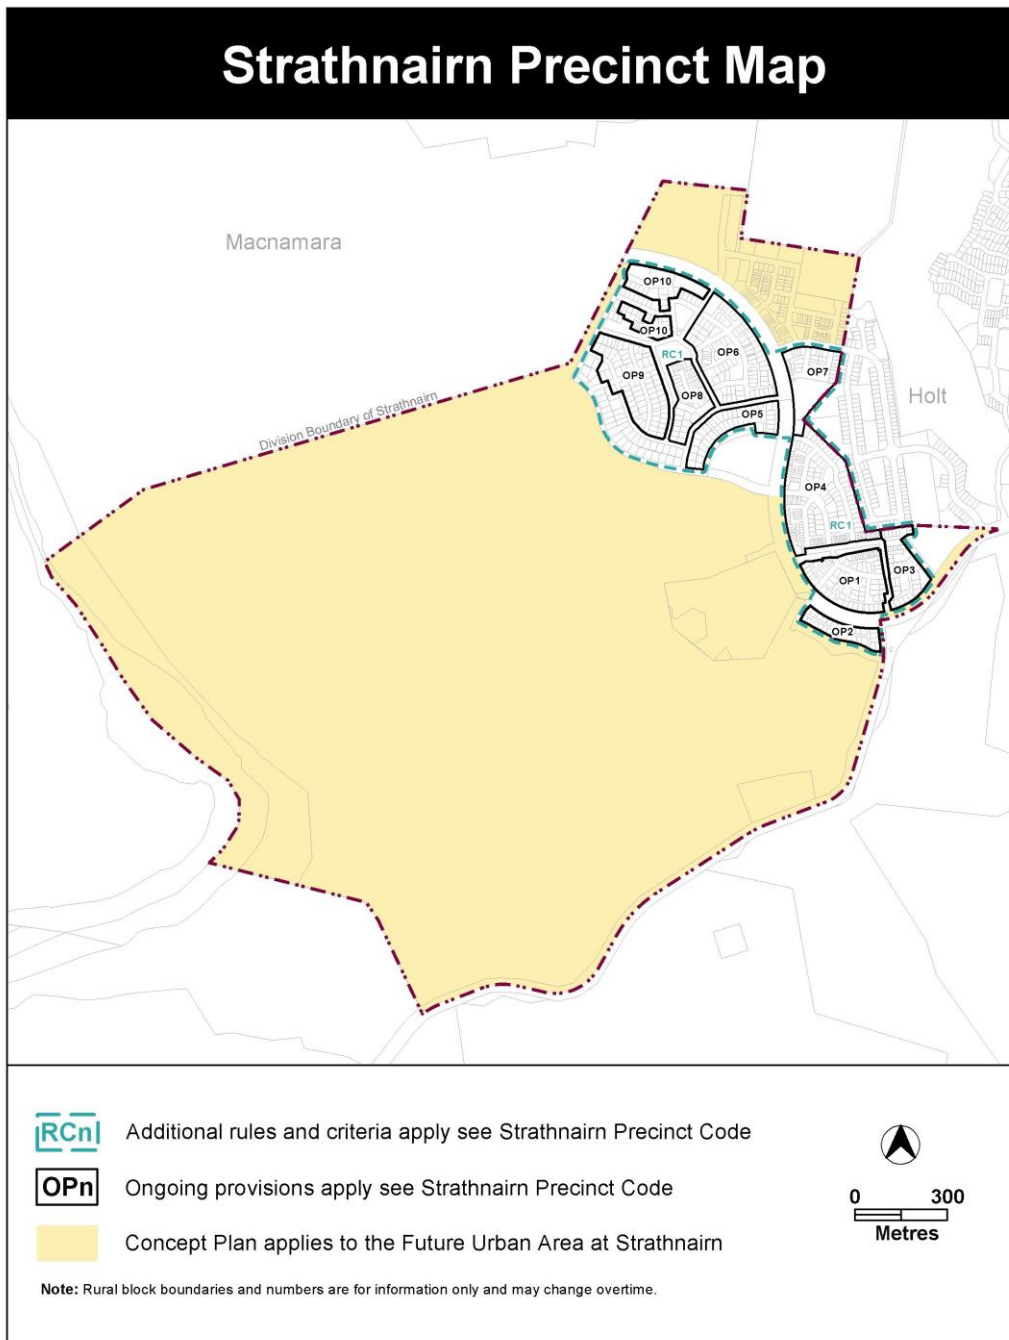 Strathnairn Precinct Map
Macnamara
OP10
OP10
RC1
OP6
OP9
OP7
OP8
Holt
OP5
Division Boundary of Strathnairn
OP4
RC1
OP3
OP1
OP2
RCn Additional rules and criteria apply see Strathnairn Precinct Code
OPn Ongoing provisions apply see Strathnairn Precinct Code
0 300
Metres
Concept Plan applies to the Future Urban Area at Strathnairn
Note: Rural block boundaries and numbers are for information only and may change overtime.